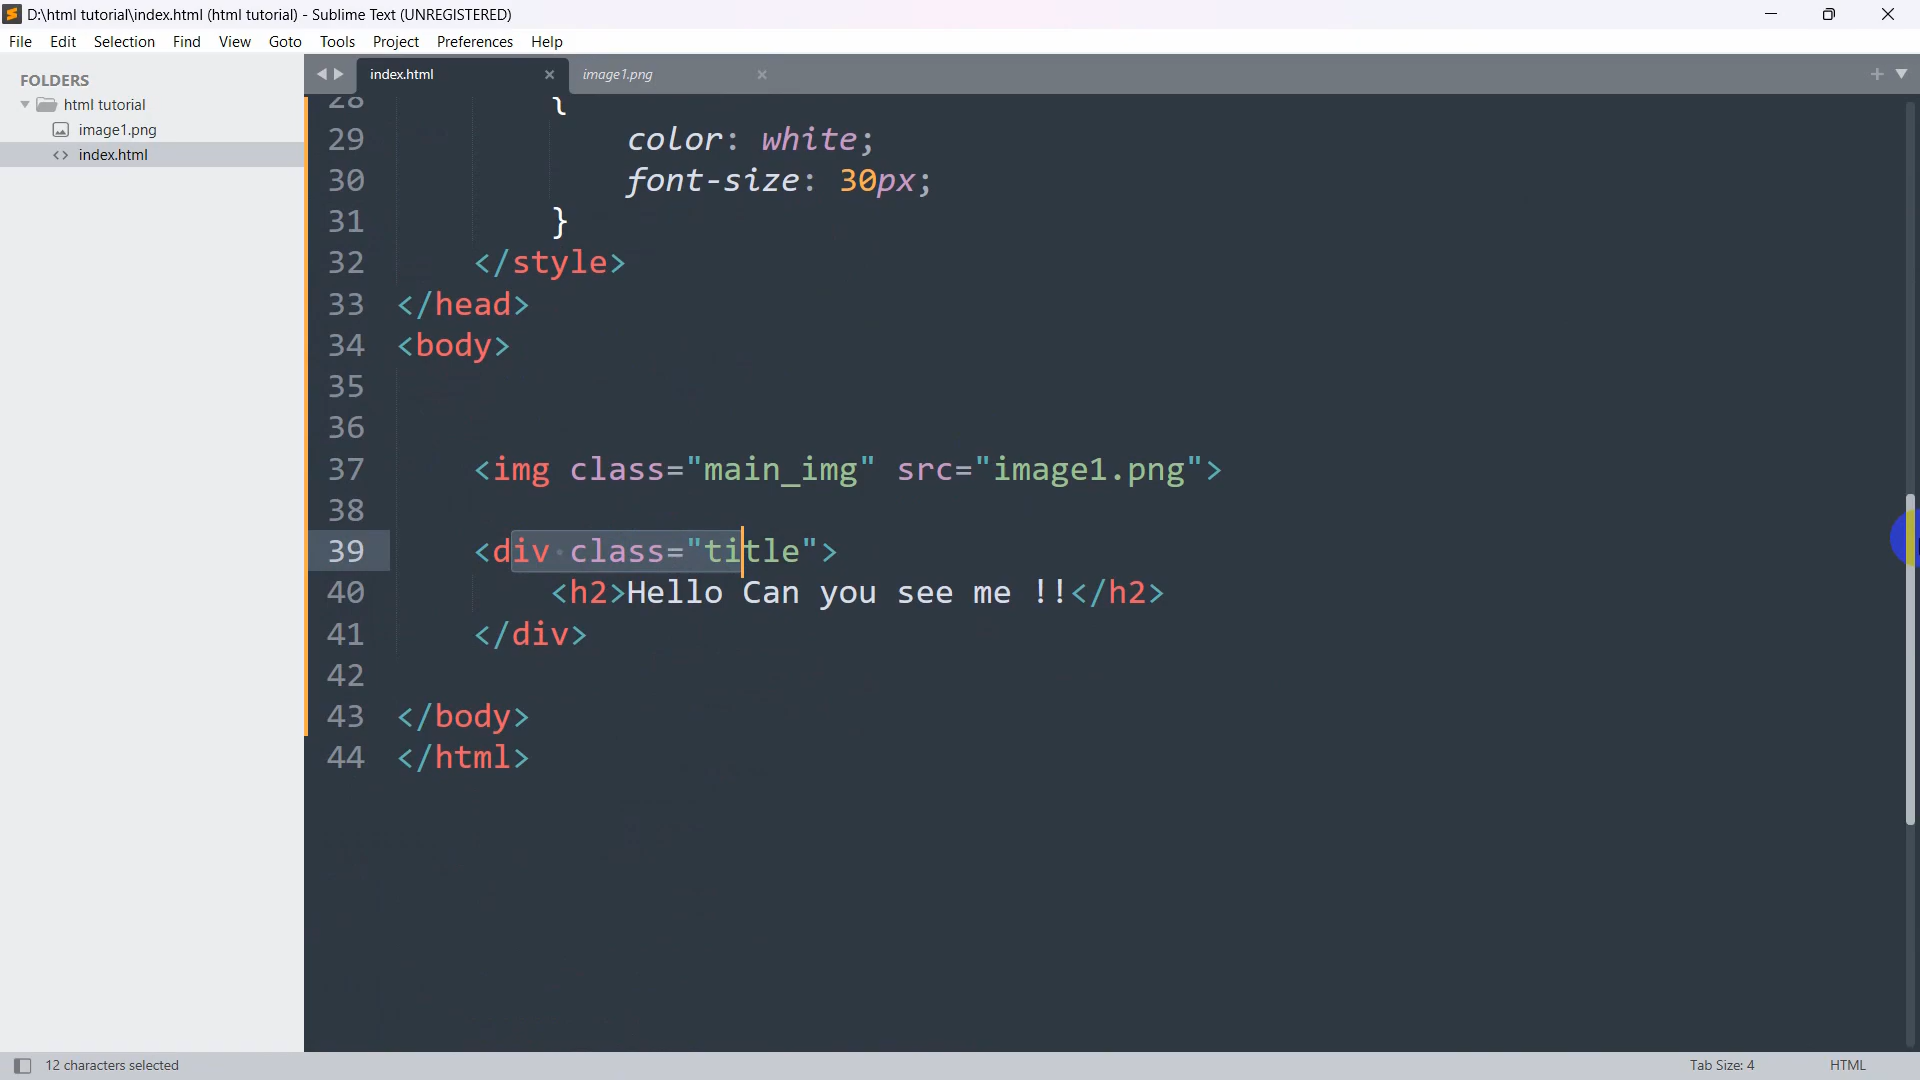 D:\html tutorial\index.html (html tutorial) - Sublime Text (UNREGISTERED)
File Edit Selection Find View Goto Tools Project Preferences Help
FOLDERS
html tutorial
image1.png
index.html
index.html image1.png
28 {
29 color: white;
30 font-size: 30px;
31 }
32 </style>
33 </head>
34 <body>
35
36
37 <img class="main_img" src="image1.png">
38
39 <div class="title">
40 <h2>Hello Can you see me !!</h2>
41 </div>
42
43 </body>
44 </html>
12 characters selected Tab Size: 4 HTML